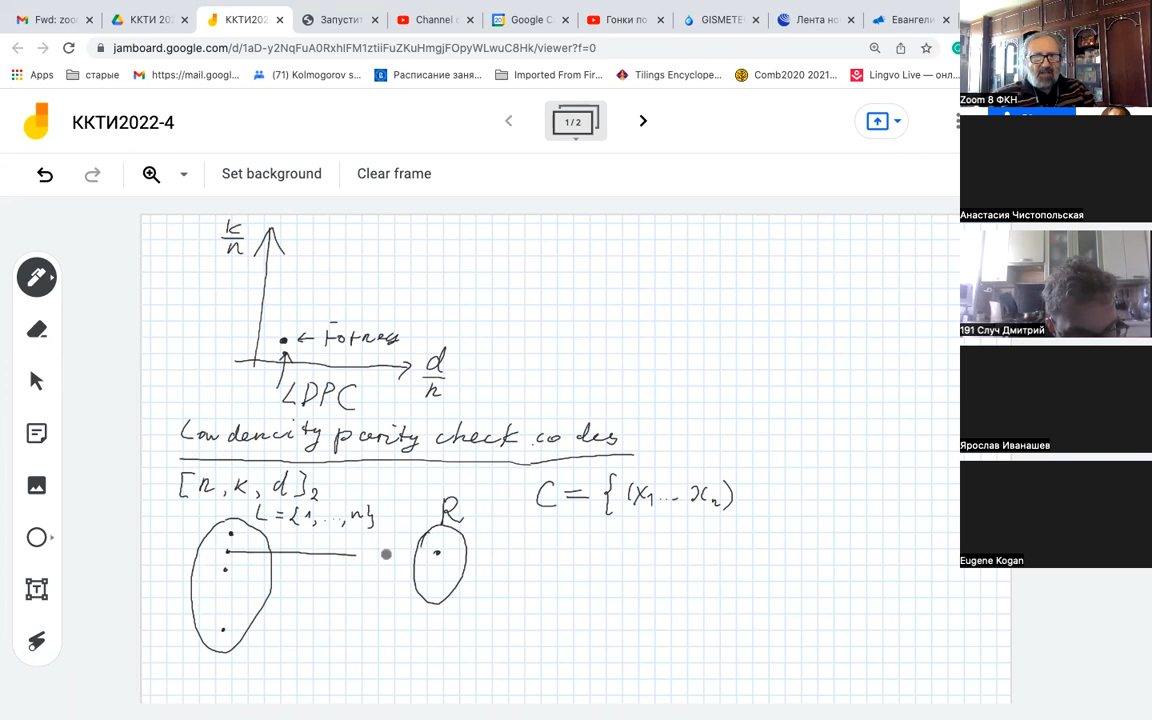 Fwd: zoo
ККТИ 20
ККТИ202
Запустит
Channel c
Google C
Гонки по
GISMETE
Лента но
Евангели
jamboard.google.com/d/1aD-y2NqFuA0RxhIFM1ztiiFuZKuHmgjFOpyWLwuC8Hk/viewer?f=0
Apps
старые
https://mail.googl...
(71) Kolmogorov s...
Расписание заня...
Imported From Fir...
Tilings Encyclope...
Comb2020 2021...
Lingvo Live — онл...
ККТИ2022-4
1 / 2
Set background
Clear frame
k/n
← Forney
d/n
LDPC
Low dencity parity check codes
[n, k, d]₂
L = {1, ..., n}
R
C = { (x₁ ... xₙ)
Zoom 8 ФКН
Анастасия Чистопольская
191 Случ Дмитрий
Ярослав Иванашев
Eugene Kogan